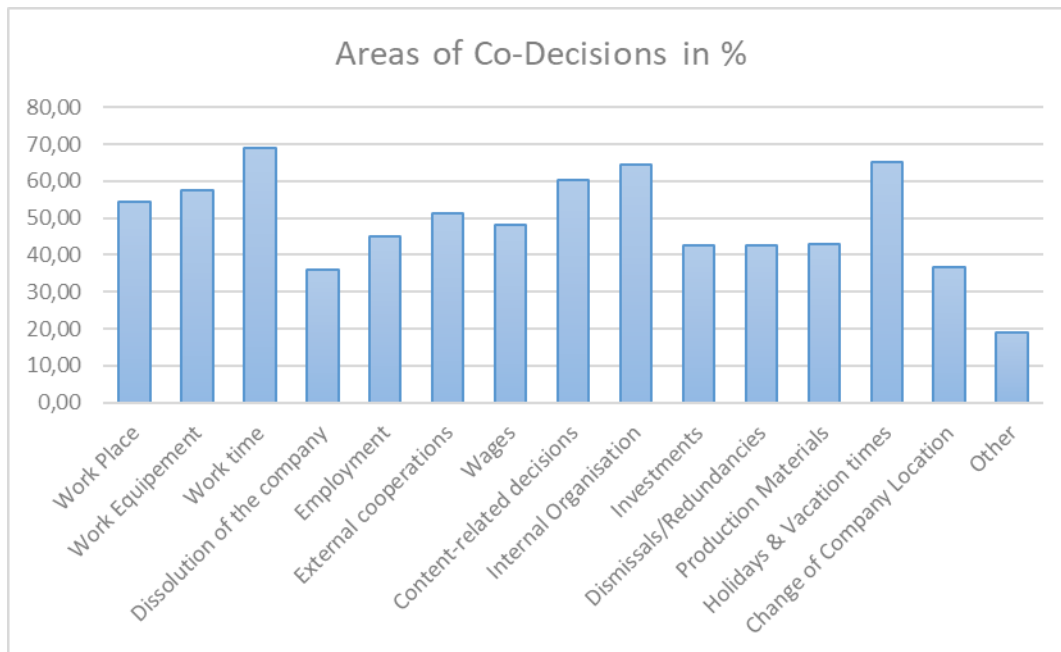 Areas of Co-Decisions in %
80,00
70,00
60,00
50,00
40,00
30,00
20,00
10,00
0,00
Work Place
Work Equipement
Work time
Dissolution of the company
Employment
External cooperations
Wages
Content-related decisions
Internal Organisation
Investments
Dismissals/Redundancies
Production Materials
Holidays & Vacation times
Change of Company Location
Other